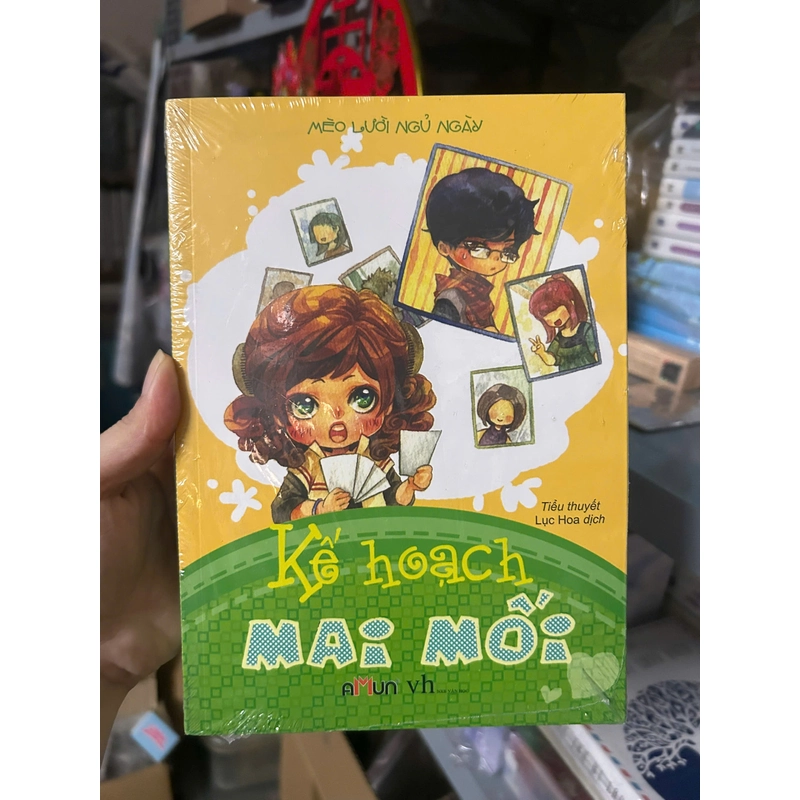 MÈO LƯỜI NGỦ NGÀY
Tiểu thuyết
Lục Hoa dịch
Kế hoạch
MAI MỐI
AMUN vh